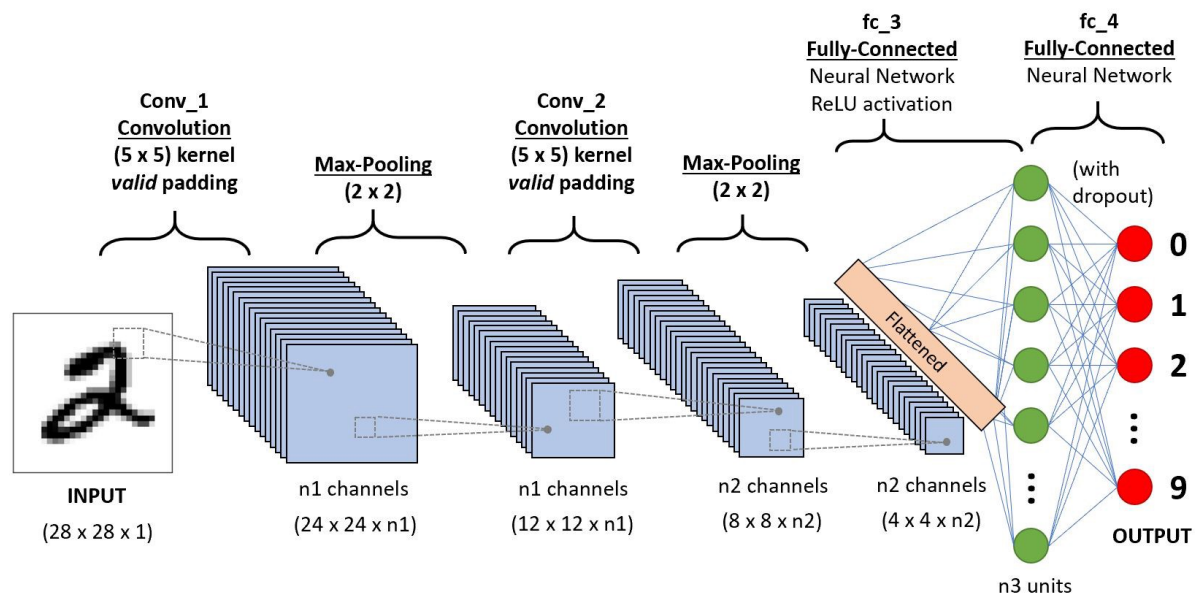 fc_3
Fully-Connected
Neural Network
ReLU activation
fc_4
Fully-Connected
Neural Network
Conv_1
Convolution
(5 x 5) kernel
valid padding
Max-Pooling
(2 x 2)
Conv_2
Convolution
(5 x 5) kernel
valid padding
Max-Pooling
(2 x 2)
(with
dropout)
Flattened
0
1
2
9
OUTPUT
INPUT
(28 x 28 x 1)
n1 channels
(24 x 24 x n1)
n1 channels
(12 x 12 x n1)
n2 channels
(8 x 8 x n2)
n2 channels
(4 x 4 x n2)
n3 units
2